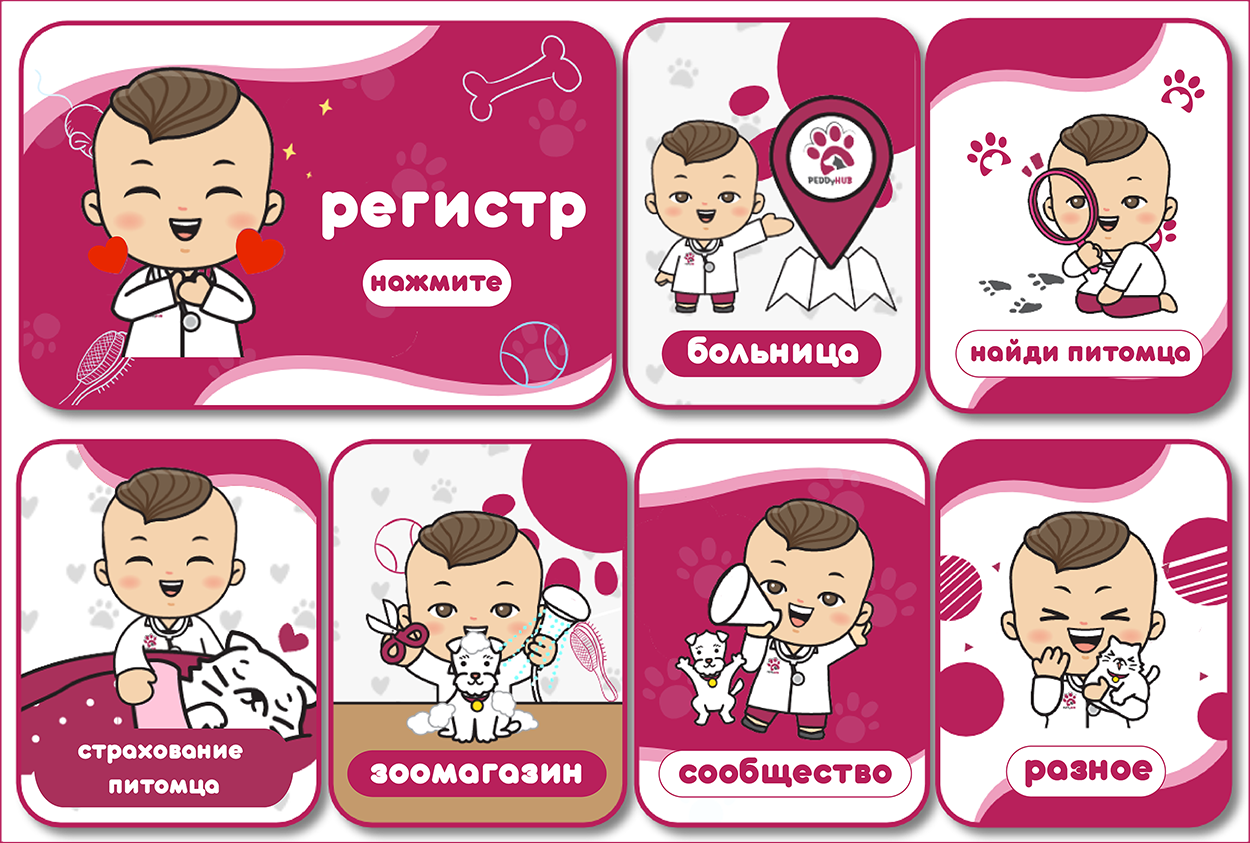 регистр
нажмите
PEDDyHUB
больница
найди питомца
страхование
питомца
зоомагазин
сообщество
разное